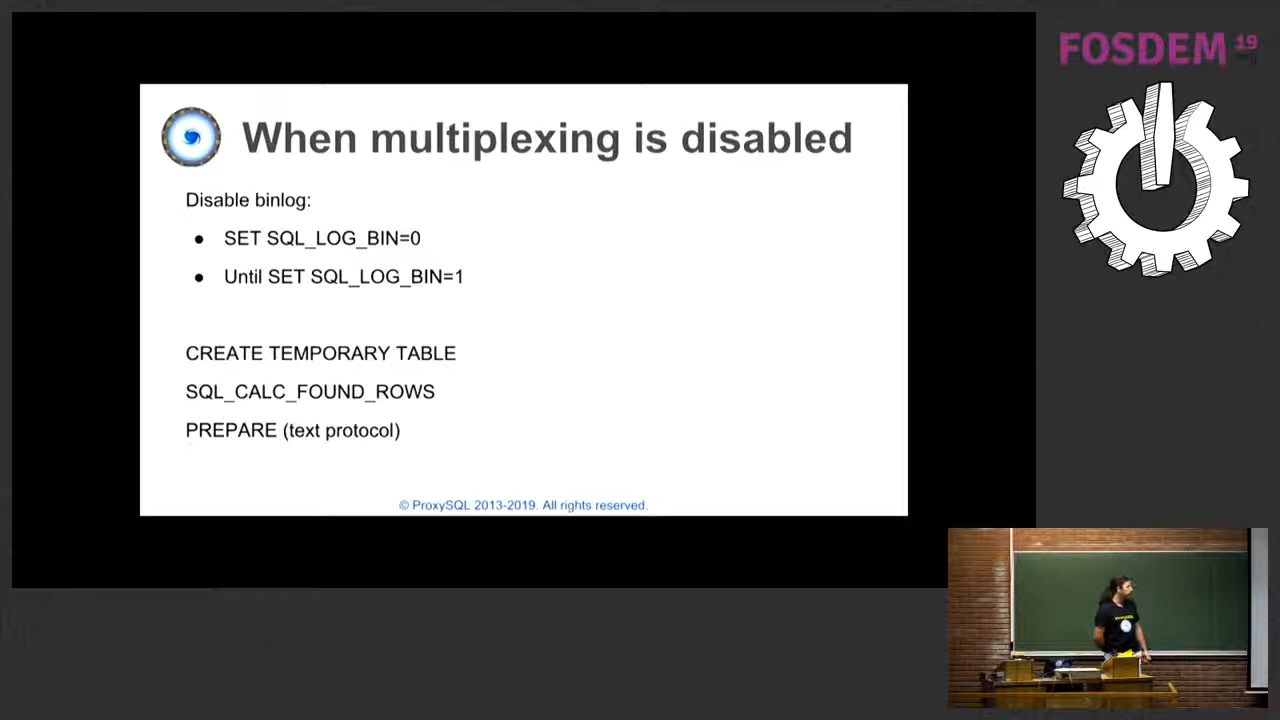 FOSDEM 19
When multiplexing is disabled
Disable binlog:
● SET SQL_LOG_BIN=0
● Until SET SQL_LOG_BIN=1
CREATE TEMPORARY TABLE
SQL_CALC_FOUND_ROWS
PREPARE (text protocol)
© ProxySQL 2013-2019. All rights reserved.